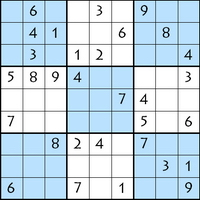 6 3 9
4 1 6 8
3 1 2 4
5 8 9 4 3
7 4
7 5 6
8 2 4 7
3 1
6 7 1 9